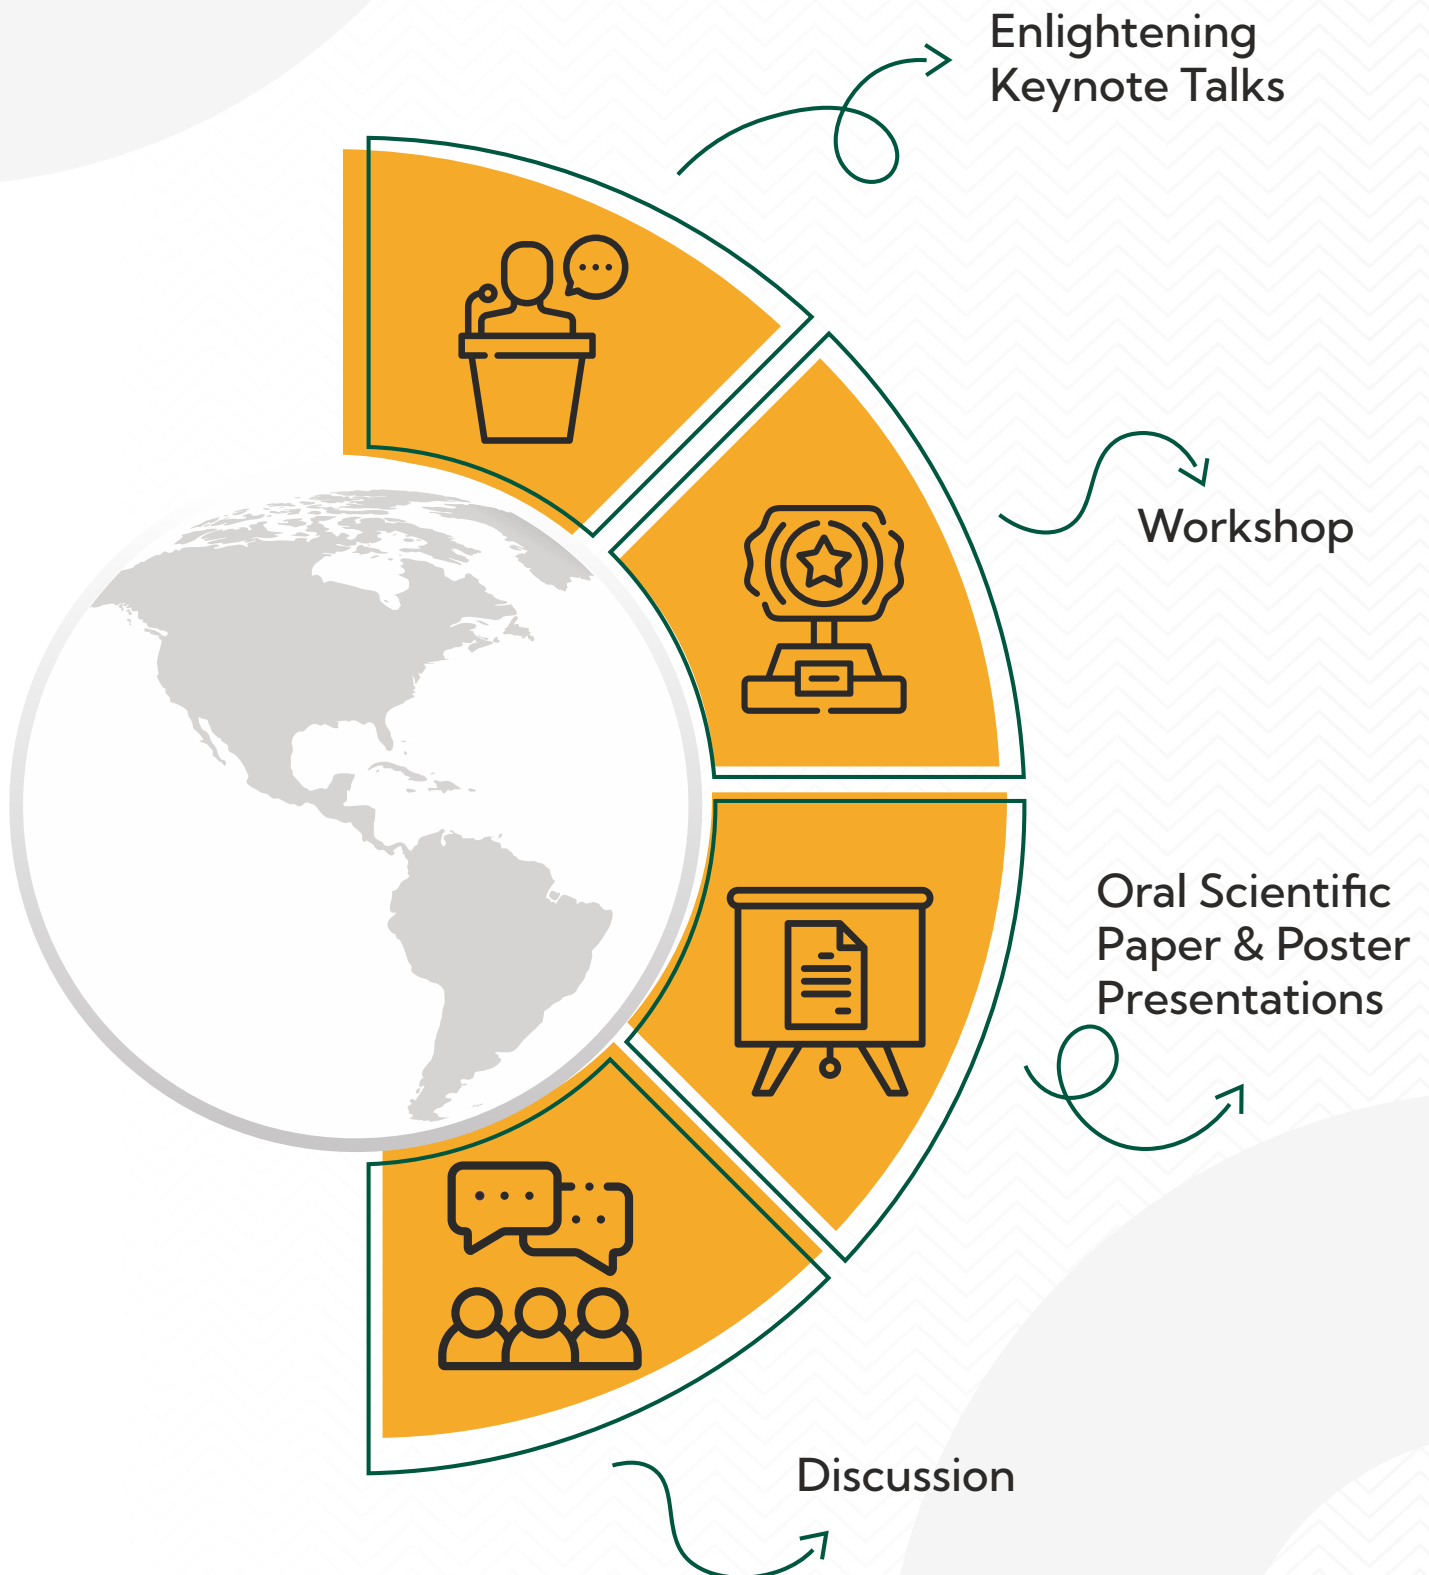 Enlightening
Keynote Talks
Workshop
Oral Scientific
Paper & Poster
Presentations
Discussion